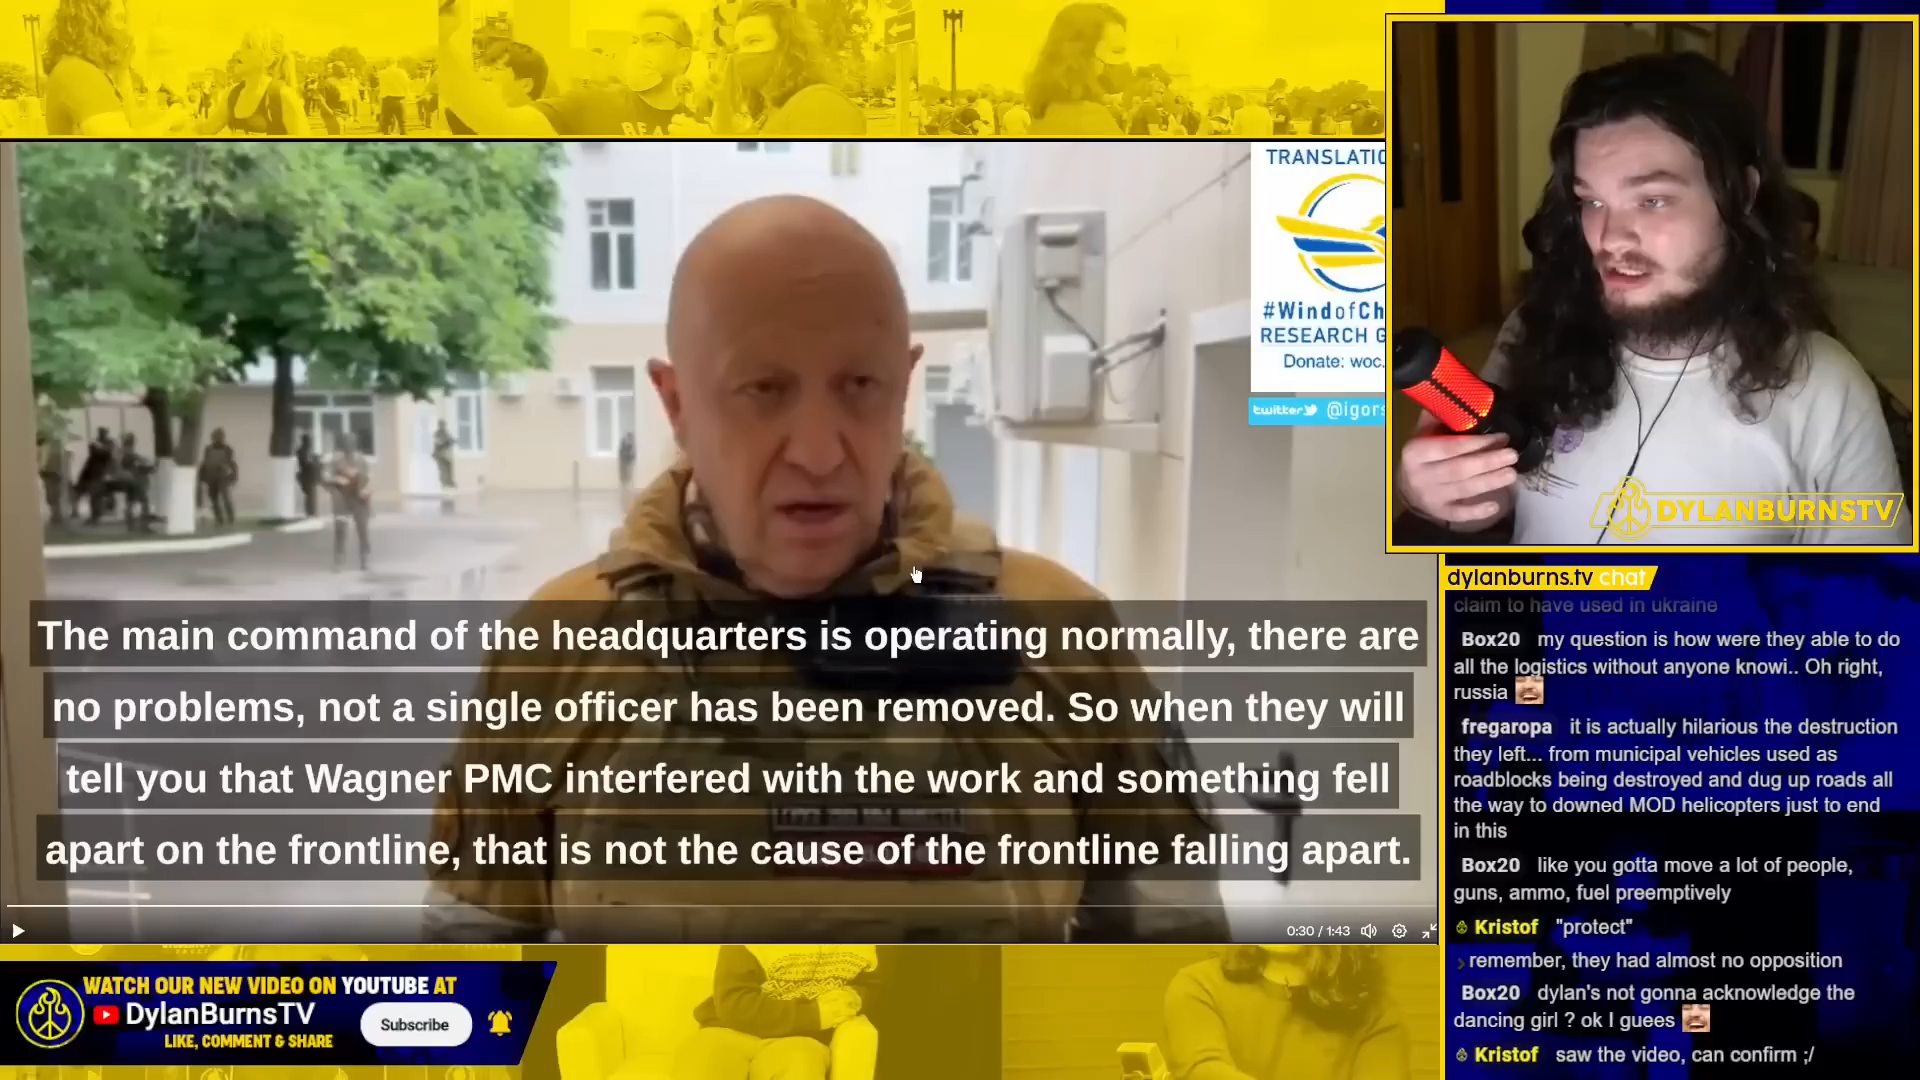 BEA
TRANSLATIO
#WindofCh
RESEARCH G
Donate: woc.
twitter @igors
DYLANBURNSTV
The main command of the headquarters is operating normally, there are
no problems, not a single officer has been removed. So when they will
tell you that Wagner PMC interfered with the work and something fell
apart on the frontline, that is not the cause of the frontline falling apart.
0:30 / 1:43
dylanburns.tv chat
claim to have used in ukraine
Box20 my question is how were they able to do
all the logistics without anyone knowi.. Oh right,
russia
fregaropa it is actually hilarious the destruction
they left... from municipal vehicles used as
roadblocks being destroyed and dug up roads all
the way to downed MOD helicopters just to end
in this
Box20 like you gotta move a lot of people,
guns, ammo, fuel preemptively
Kristof "protect"
remember, they had almost no opposition
Box20 dylan's not gonna acknowledge the
dancing girl ? ok I guees
Kristof saw the video, can confirm ;/
WATCH OUR NEW VIDEO ON YOUTUBE AT
DylanBurnsTV
Subscribe
LIKE, COMMENT & SHARE